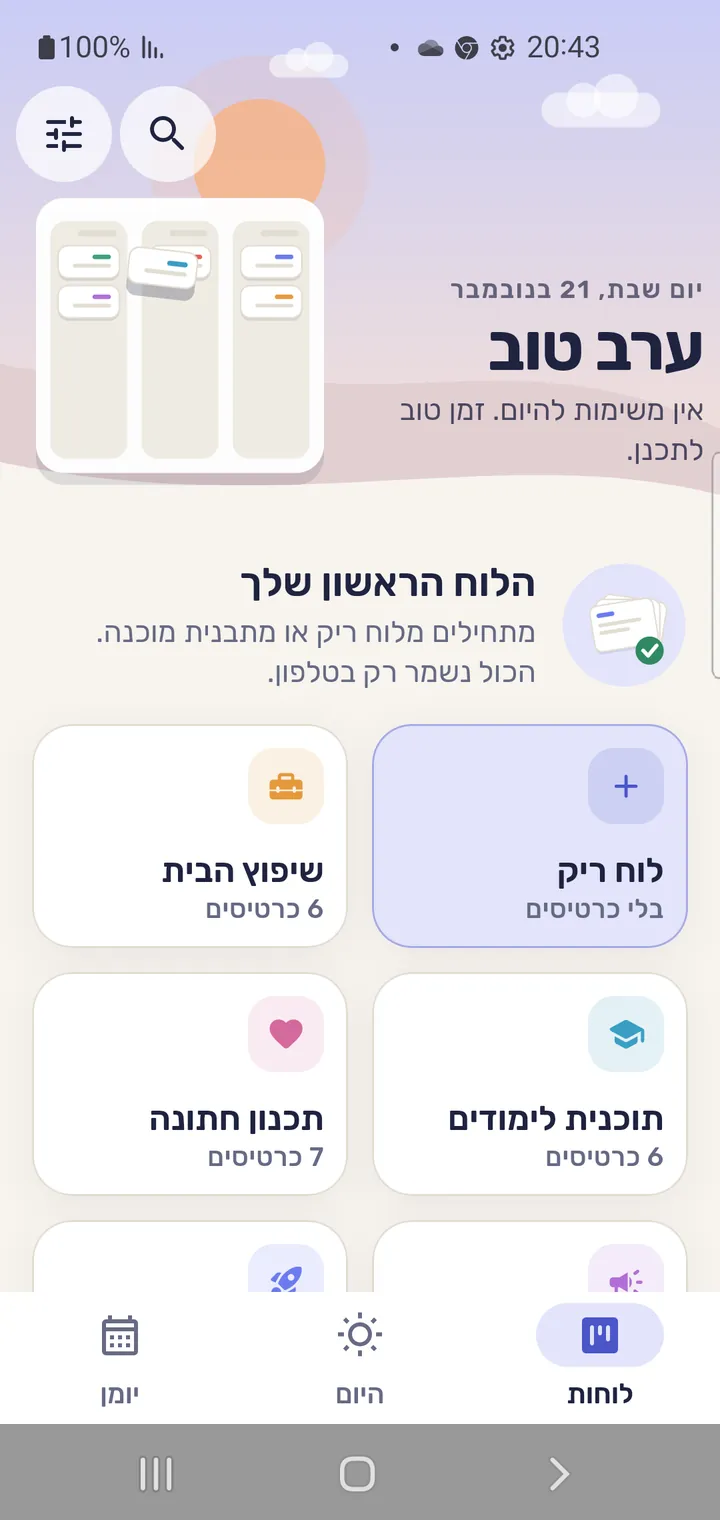 100%
20:43
יום שבת, 21 בנובמבר
ערב טוב
אין משימות להיום. זמן טוב
לתכנן.
הלוח הראשון שלך
מתחילים מלוח ריק או מתבנית מוכנה.
הכול נשמר רק בטלפון.
לוח ריק
בלי כרטיסים
שיפוץ הבית
6 כרטיסים
תוכנית לימודים
6 כרטיסים
תכנון חתונה
7 כרטיסים
לוחות
היום
יומן